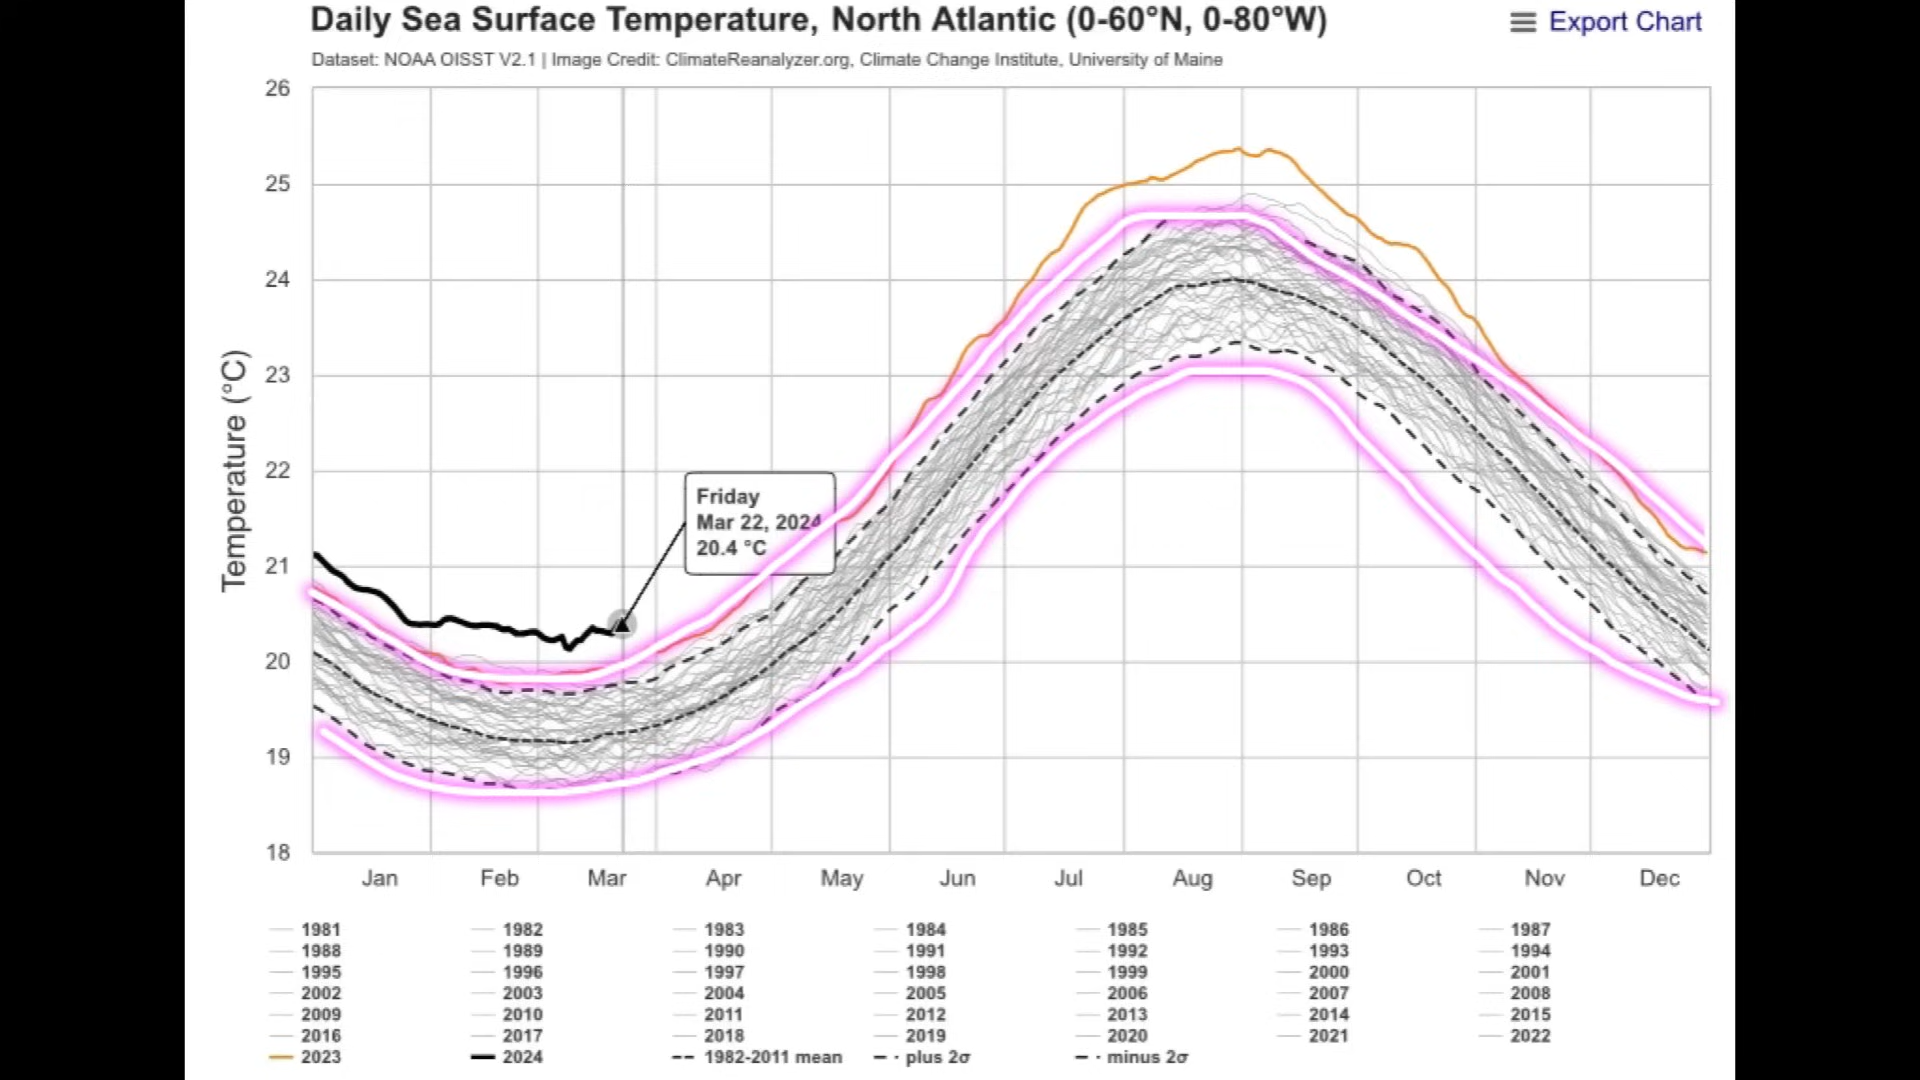 Daily Sea Surface Temperature, North Atlantic (0-60°N, 0-80°W)
Export Chart
Dataset: NOAA OISST V2.1 | Image Credit: ClimateReanalyzer.org, Climate Change Institute, University of Maine
26
25
24
23
22
21
20
19
18
Temperature (°C)
Friday
Mar 22, 2024
20.4 °C
Jan Feb Mar Apr May Jun Jul Aug Sep Oct Nov Dec
1981 1982 1983 1984 1985 1986 1987
1988 1989 1990 1991 1992 1993 1994
1995 1996 1997 1998 1999 2000 2001
2002 2003 2004 2005 2006 2007 2008
2009 2010 2011 2012 2013 2014 2015
2016 2017 2018 2019 2020 2021 2022
2023 2024 1982-2011 mean plus 2σ minus 2σ